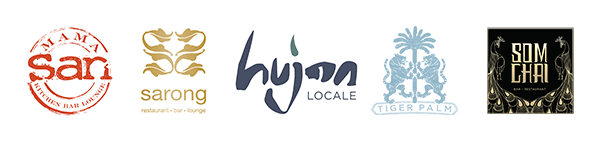 MAMA
san
KITCHEN BAR LOUNGE
sarong
restaurant • bar • lounge
hujan
LOCALE
TIGER PALM
SOM
CHAI
BAR • RESTAURANT